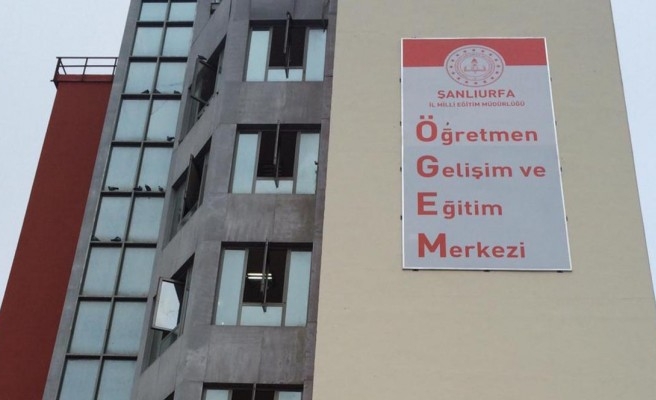 ŞANLIURFA
İL MİLLİ EĞİTİM MÜDÜRLÜĞÜ
Öğretmen
Gelişim ve
Eğitim
Merkezi